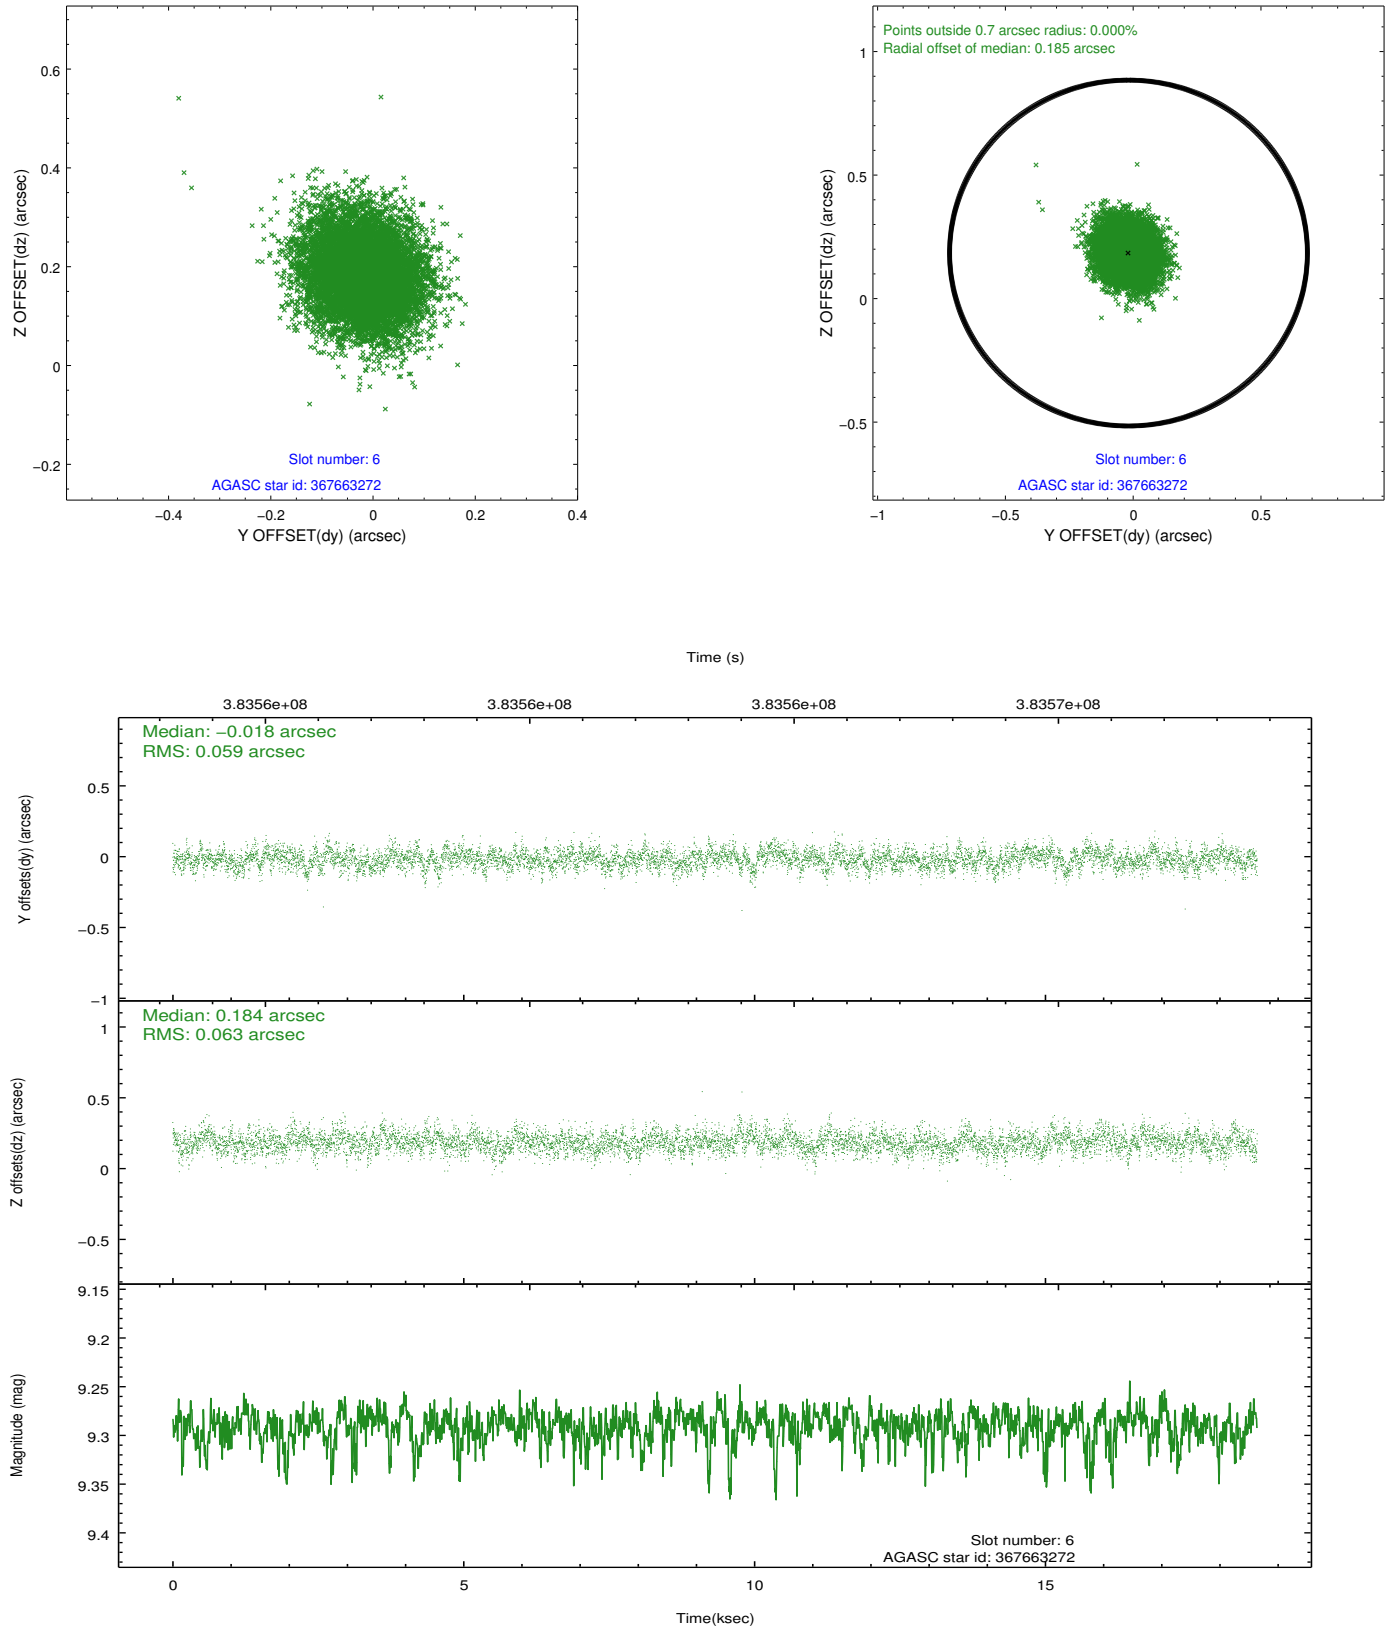 0.6
0.4
0.2
0
−0.2
−0.4
−0.2
0
0.2
0.4
Z OFFSET(dz) (arcsec)
Y OFFSET(dy) (arcsec)
Slot number: 6
AGASC star id: 367663272
Points outside 0.7 arcsec radius: 0.000%
Radial offset of median: 0.185 arcsec
1
0.5
0
−0.5
−1
−0.5
0
0.5
Z OFFSET(dz) (arcsec)
Y OFFSET(dy) (arcsec)
Slot number: 6
AGASC star id: 367663272
Time (s)
3.8356e+08
3.8356e+08
3.8356e+08
3.8357e+08
Median: −0.018 arcsec
RMS: 0.059 arcsec
0.5
0
−0.5
−1
Y offsets(dy) (arcsec)
Median: 0.184 arcsec
RMS: 0.063 arcsec
1
0.5
0
−0.5
Z offsets(dz) (arcsec)
9.15
9.2
9.25
9.3
9.35
9.4
Magnitude (mag)
Slot number: 6
AGASC star id: 367663272
0
5
10
15
Time(ksec)